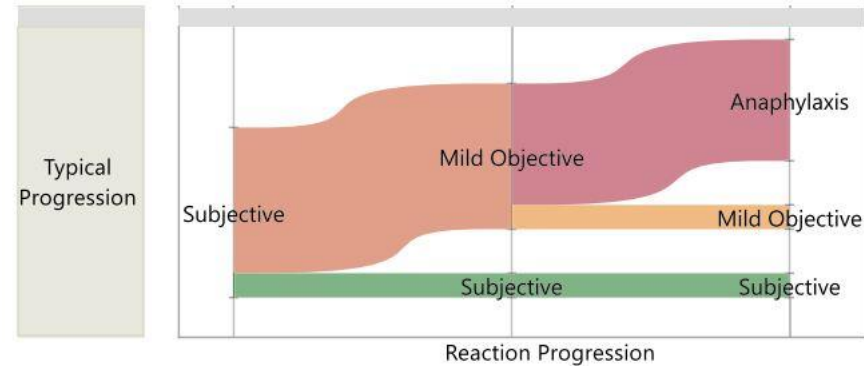 Typical
Progression
Subjective
Mild Objective
Subjective
Anaphylaxis
Mild Objective
Subjective
Reaction Progression